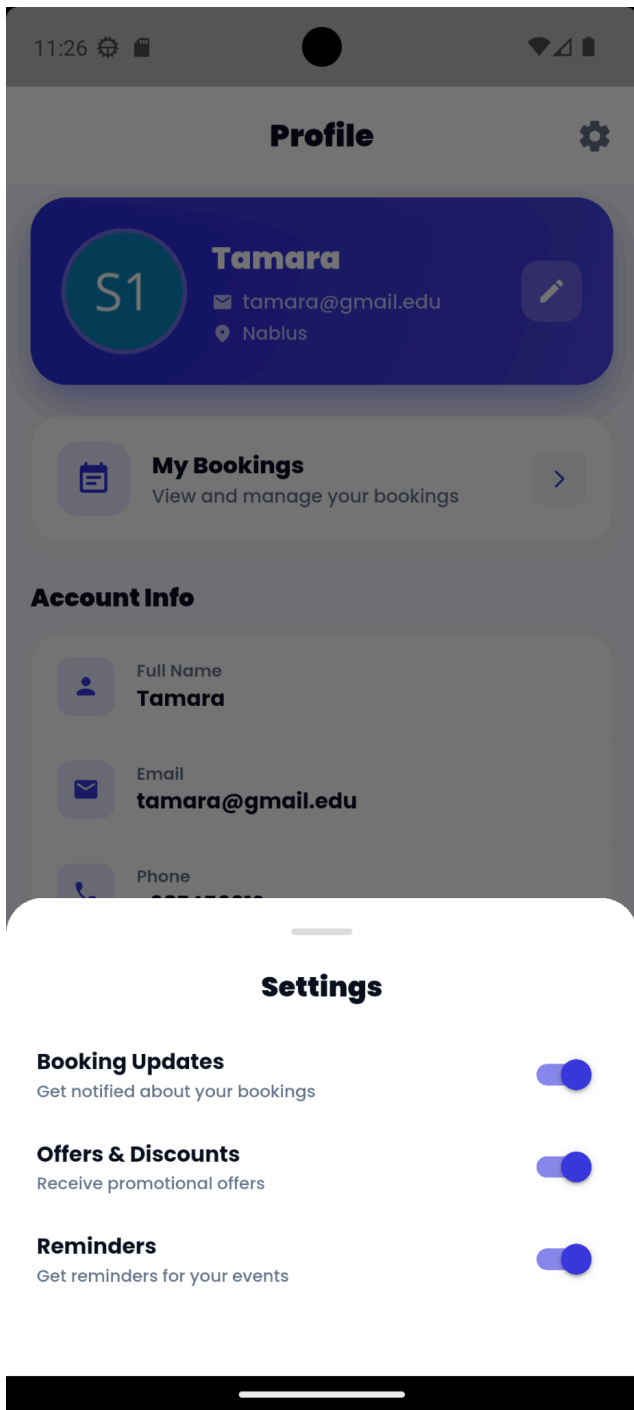 11:26
Profile
S1
Tamara
tamara@gmail.edu
Nablus
My Bookings
View and manage your bookings
Account Info
Full Name
Tamara
Email
tamara@gmail.edu
Phone
Settings
Booking Updates
Get notified about your bookings
Offers & Discounts
Receive promotional offers
Reminders
Get reminders for your events